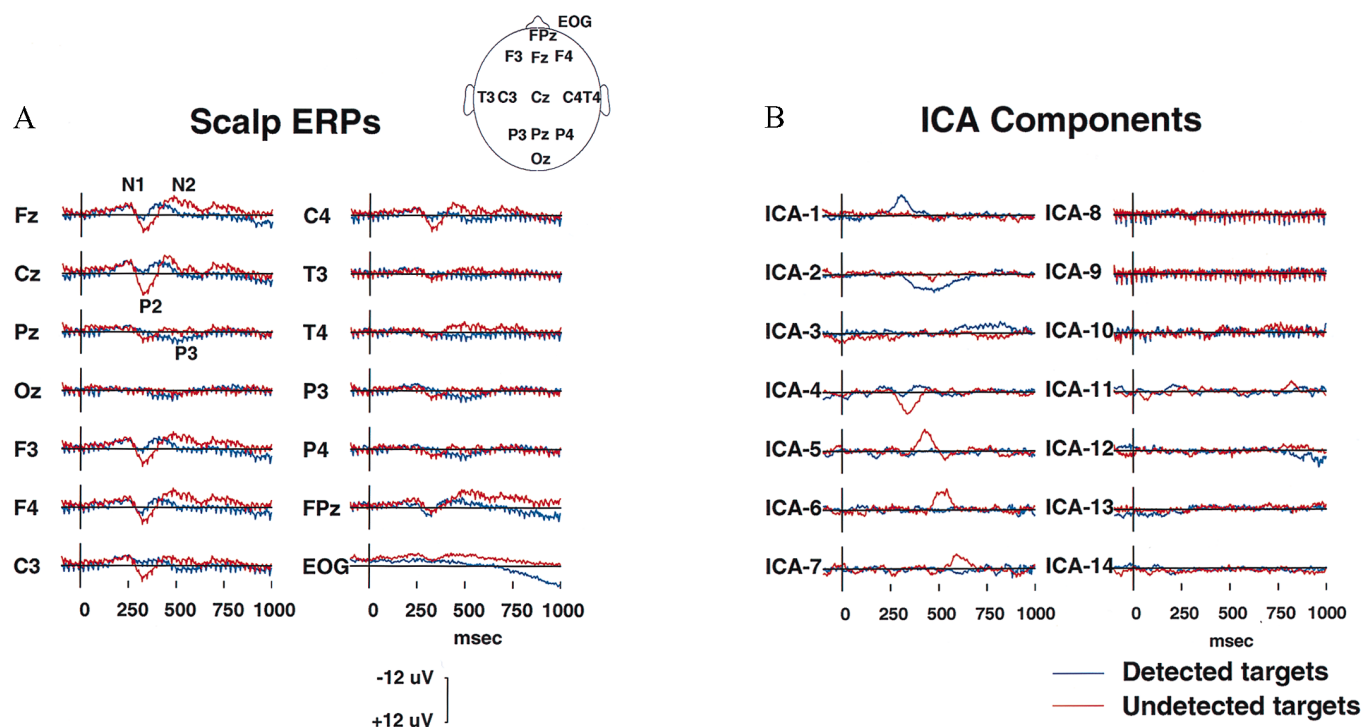 EOG
FPz
F3 Fz F4
T3 C3 Cz C4 T4
P3 Pz P4
Oz
A
Scalp ERPs
N1 N2
Fz
Cz
P2
Pz
P3
Oz
F3
F4
C3
0 250 500 750 1000
C4
T3
T4
P3
P4
FPz
EOG
0 250 500 750 1000
msec
-12 uV
+12 uV
B
ICA Components
ICA-1
ICA-2
ICA-3
ICA-4
ICA-5
ICA-6
ICA-7
0 250 500 750 1000
ICA-8
ICA-9
ICA-10
ICA-11
ICA-12
ICA-13
ICA-14
0 250 500 750 1000
msec
Detected targets
Undetected targets